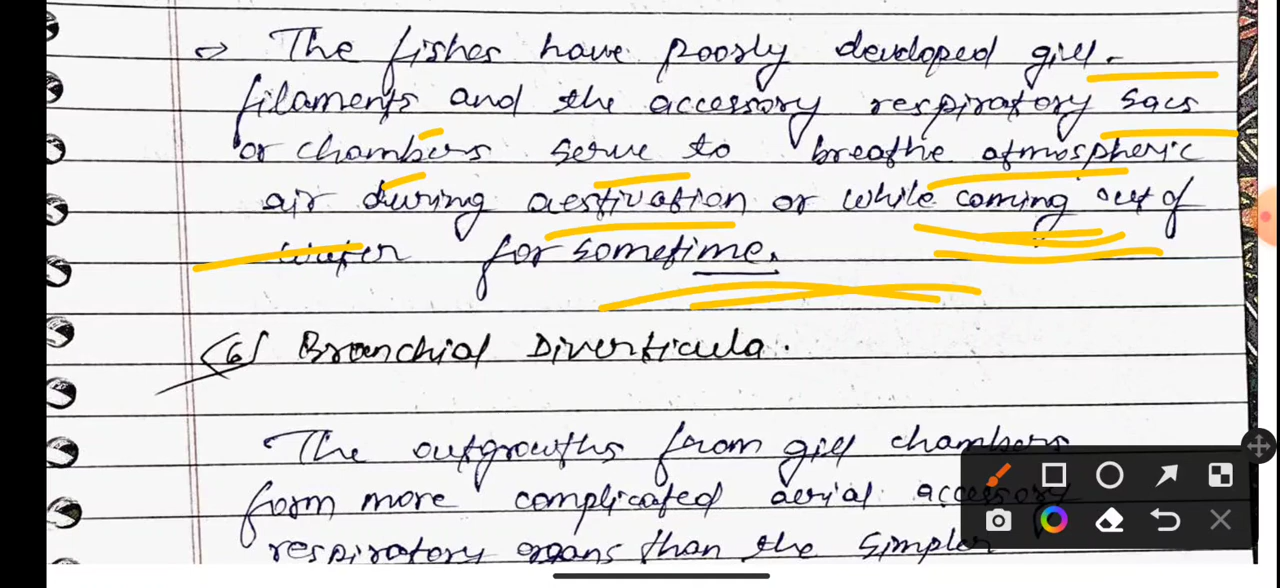 ⇒ The fishes have poorly developed gill-
filaments and the accessory respiratory sacs
or chambers serve to breathe atmospheric
air during aestivation or while coming out of
water for sometime.
<6> Branchial Diverticula.
The outgrowths from gill chambers
form more complicated aerial accessory
respiratory organs than the simpler